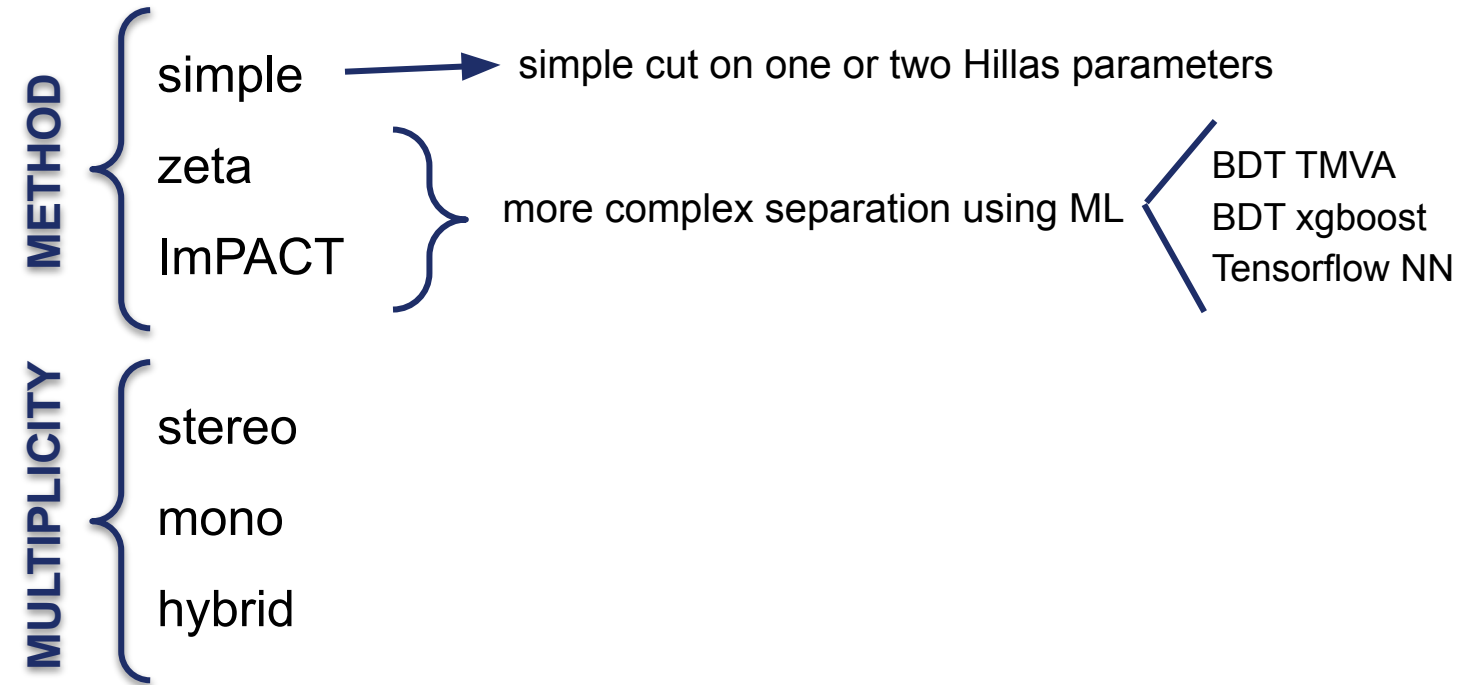 METHOD
simple
simple cut on one or two Hillas parameters
zeta
ImPACT
more complex separation using ML
BDT TMVA
BDT xgboost
Tensorflow NN
MULTIPLICITY
stereo
mono
hybrid